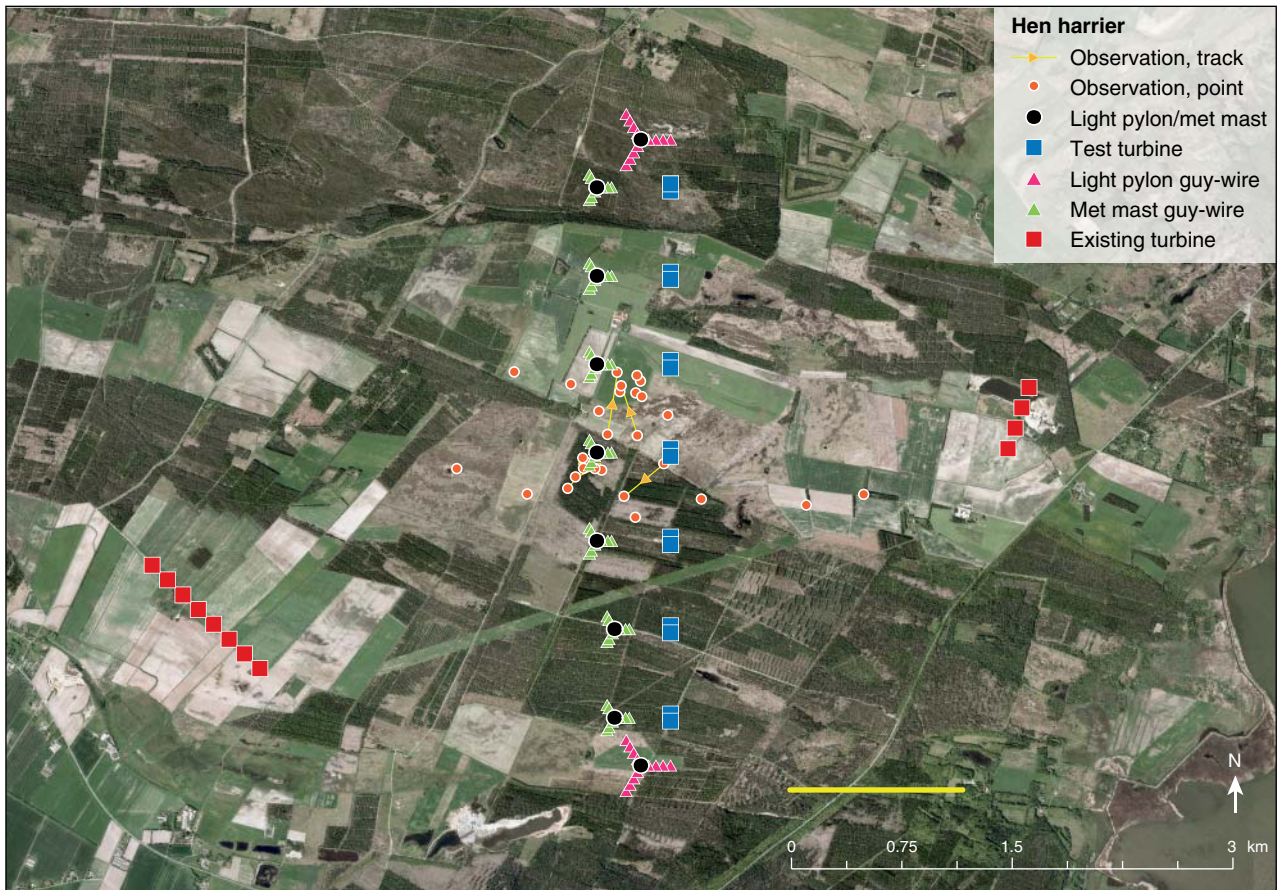 Hen harrier
Observation, track
Observation, point
Light pylon/met mast
Test turbine
Light pylon guy-wire
Met mast guy-wire
Existing turbine
N
0 0.75 1.5 3 km